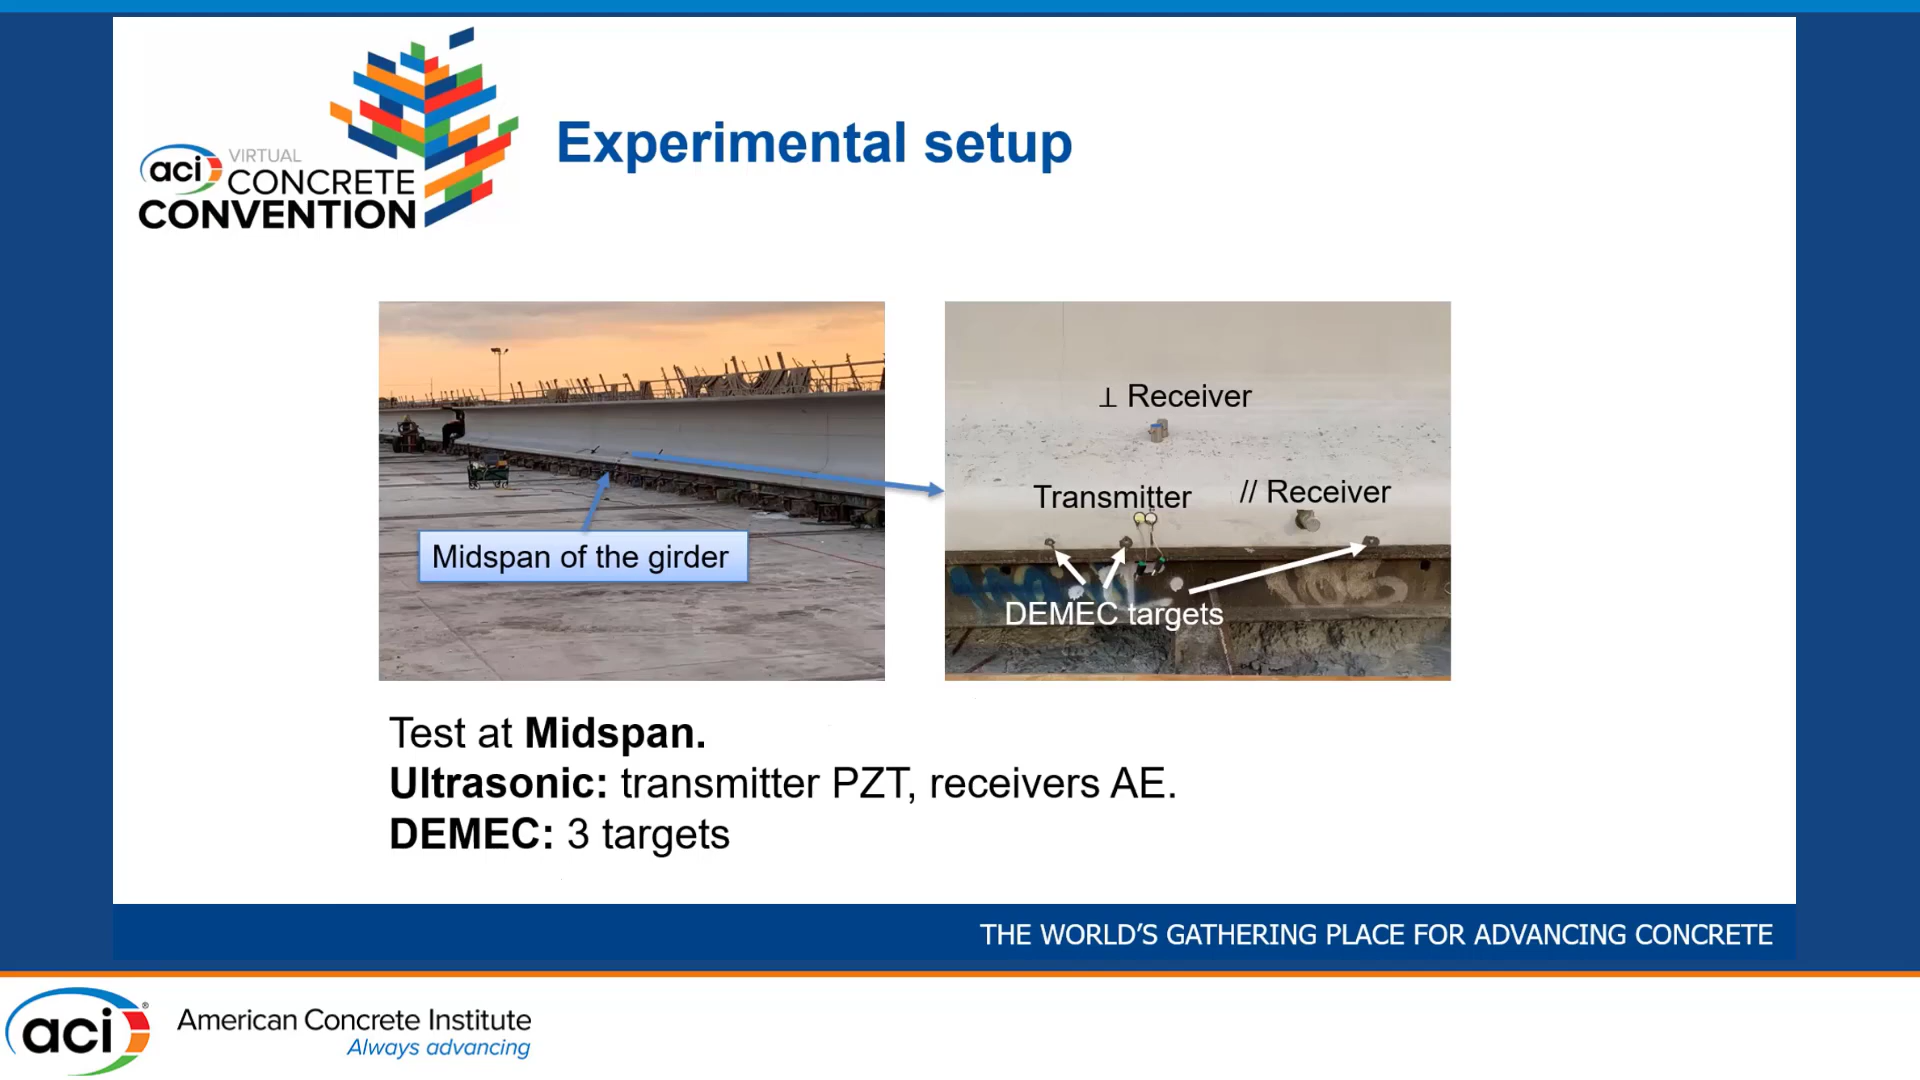 aci VIRTUAL
CONCRETE
CONVENTION
Experimental setup
Midspan of the girder
⊥ Receiver
Transmitter
// Receiver
DEMEC targets
Test at Midspan.
Ultrasonic: transmitter PZT, receivers AE.
DEMEC: 3 targets
THE WORLD'S GATHERING PLACE FOR ADVANCING CONCRETE
aci®
American Concrete Institute
Always advancing